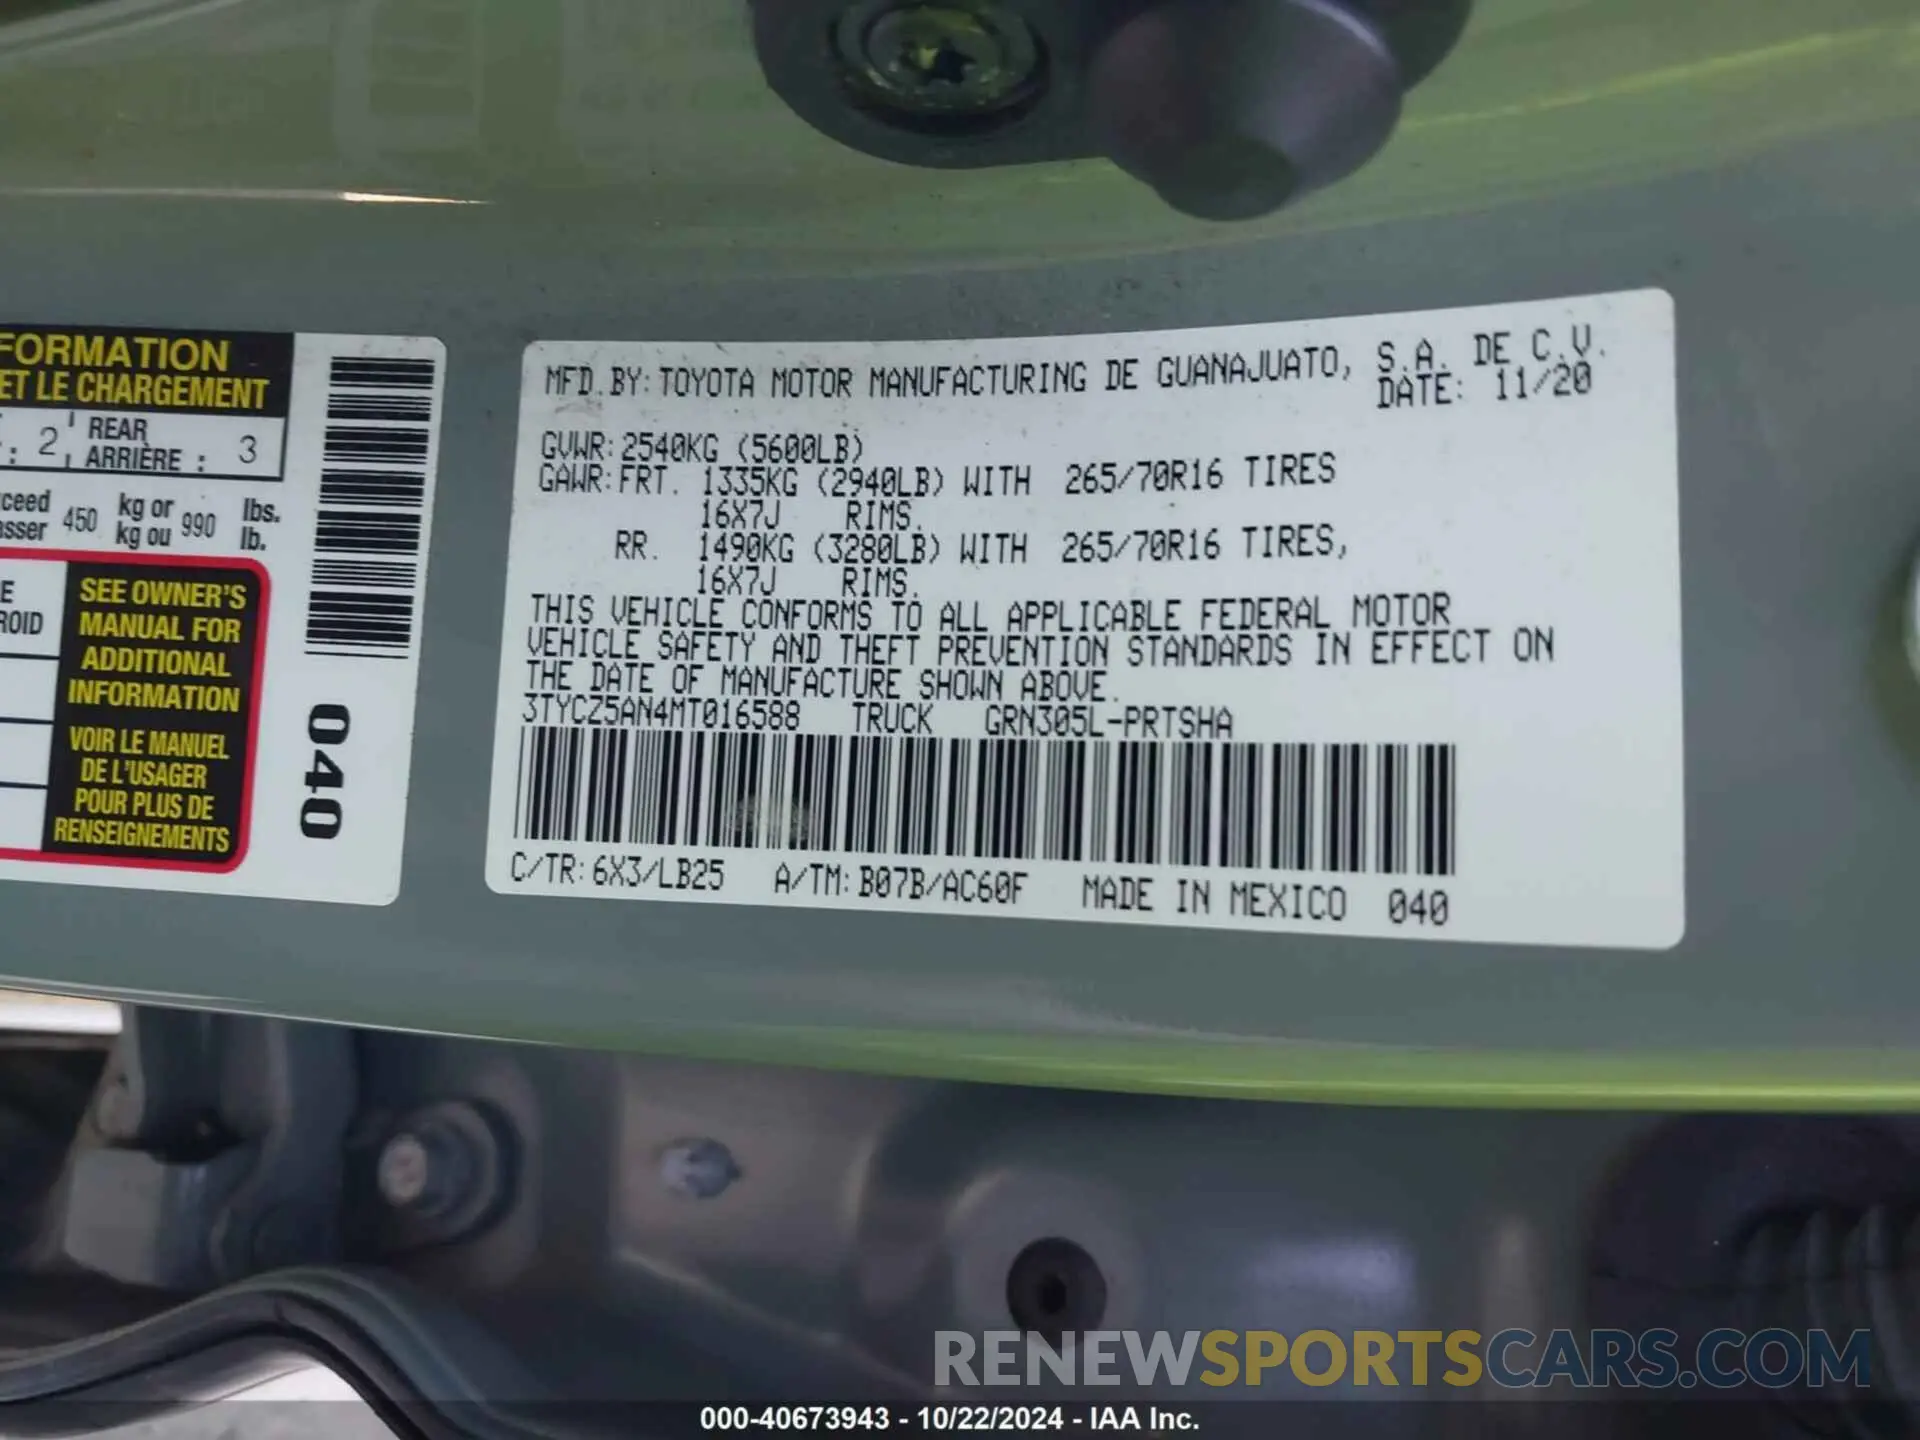 FORMATION
ET LE CHARGEMENT
: 2 REAR
ARRIÈRE : 3
kg or lbs.
450 990
kg ou lb.
SEE OWNER'S
MANUAL FOR
ADDITIONAL
INFORMATION
VOIR LE MANUEL
DE L'USAGER
POUR PLUS DE
RENSEIGNEMENTS
040
MFD.BY:TOYOTA MOTOR MANUFACTURING DE GUANAJUATO, S.A. DE C.V.
DATE: 11/20
GVWR:2540KG (5600LB)
GAWR:FRT. 1335KG (2940LB) WITH 265/70R16 TIRES
16X7J RIMS.
RR. 1490KG (3280LB) WITH 265/70R16 TIRES,
16X7J RIMS.
THIS VEHICLE CONFORMS TO ALL APPLICABLE FEDERAL MOTOR
VEHICLE SAFETY AND THEFT PREVENTION STANDARDS IN EFFECT ON
THE DATE OF MANUFACTURE SHOWN ABOVE.
3TYCZ5AN4MT016588 TRUCK GRN305L-PRTSHA
C/TR:6X3/LB25 A/TM:B07B/AC60F MADE IN MEXICO 040
RENEWSPORTSCARS.COM
000-40673943 - 10/22/2024 - IAA Inc.